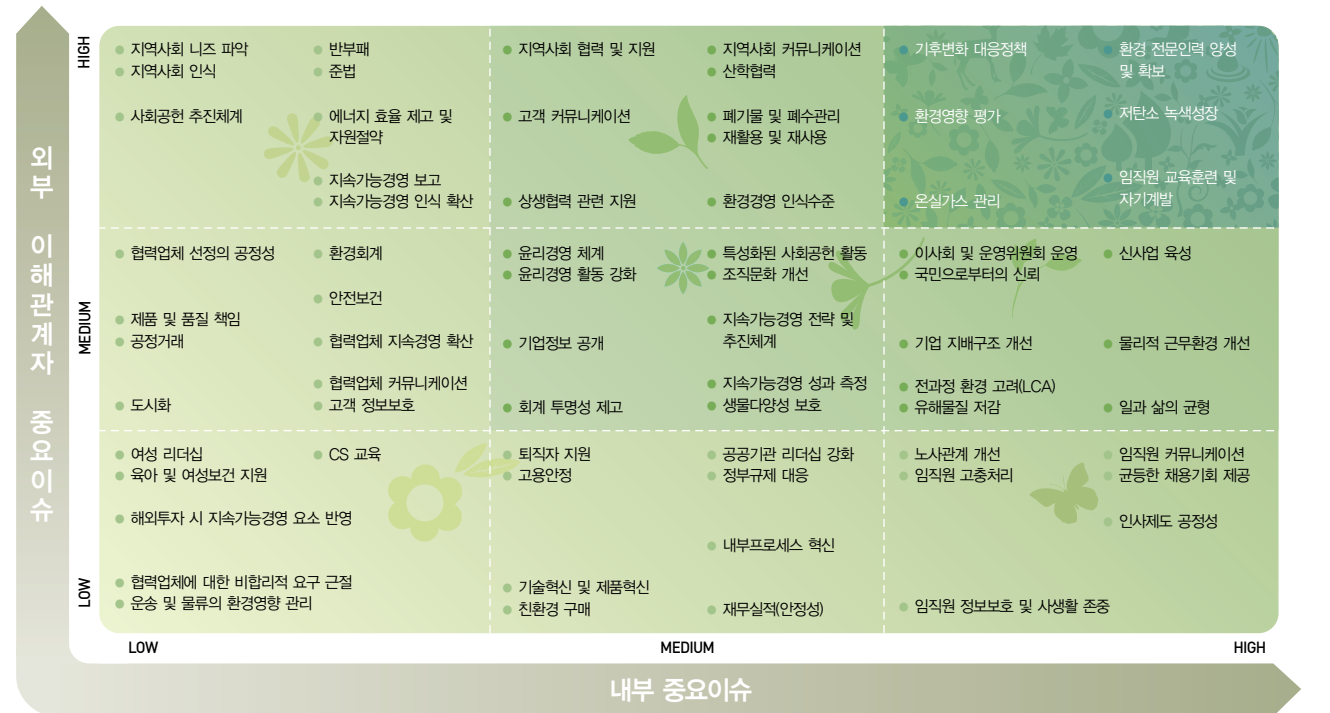 외부 이해관계자 중요이슈
HIGH
지역사회 니즈 파악
지역사회 인식
사회공헌 추진체계
반부패
준법
에너지 효율 제고 및
자원절약
지속가능경영 보고
지속가능경영 인식 확산
지역사회 협력 및 지원
고객 커뮤니케이션
상생협력 관련 지원
지역사회 커뮤니케이션
산학협력
폐기물 및 폐수관리
재활용 및 재사용
환경경영 인식수준
기후변화 대응정책
환경영향 평가
온실가스 관리
환경 전문인력 양성
및 확보
저탄소 녹색성장
임직원 교육훈련 및
자기계발
MEDIUM
협력업체 선정의 공정성
제품 및 품질 책임
공정거래
도시화
환경회계
안전보건
협력업체 지속경영 확산
협력업체 커뮤니케이션
고객 정보보호
윤리경영 체계
윤리경영 활동 강화
기업정보 공개
회계 투명성 제고
특성화된 사회공헌 활동
조직문화 개선
지속가능경영 전략 및
추진체계
지속가능경영 성과 측정
생물다양성 보호
이사회 및 운영위원회 운영
국민으로부터의 신뢰
기업 지배구조 개선
전과정 환경 고려(LCA)
유해물질 저감
신사업 육성
물리적 근무환경 개선
일과 삶의 균형
LOW
여성 리더십
육아 및 여성보건 지원
해외투자 시 지속가능경영 요소 반영
협력업체에 대한 비합리적 요구 근절
운송 및 물류의 환경영향 관리
CS 교육
퇴직자 지원
고용안정
기술혁신 및 제품혁신
친환경 구매
공공기관 리더십 강화
정부규제 대응
내부프로세스 혁신
재무실적(안정성)
노사관계 개선
임직원 고충처리
임직원 정보보호 및 사생활 존중
임직원 커뮤니케이션
균등한 채용기회 제공
인사제도 공정성
LOW
MEDIUM
HIGH
내부 중요이슈